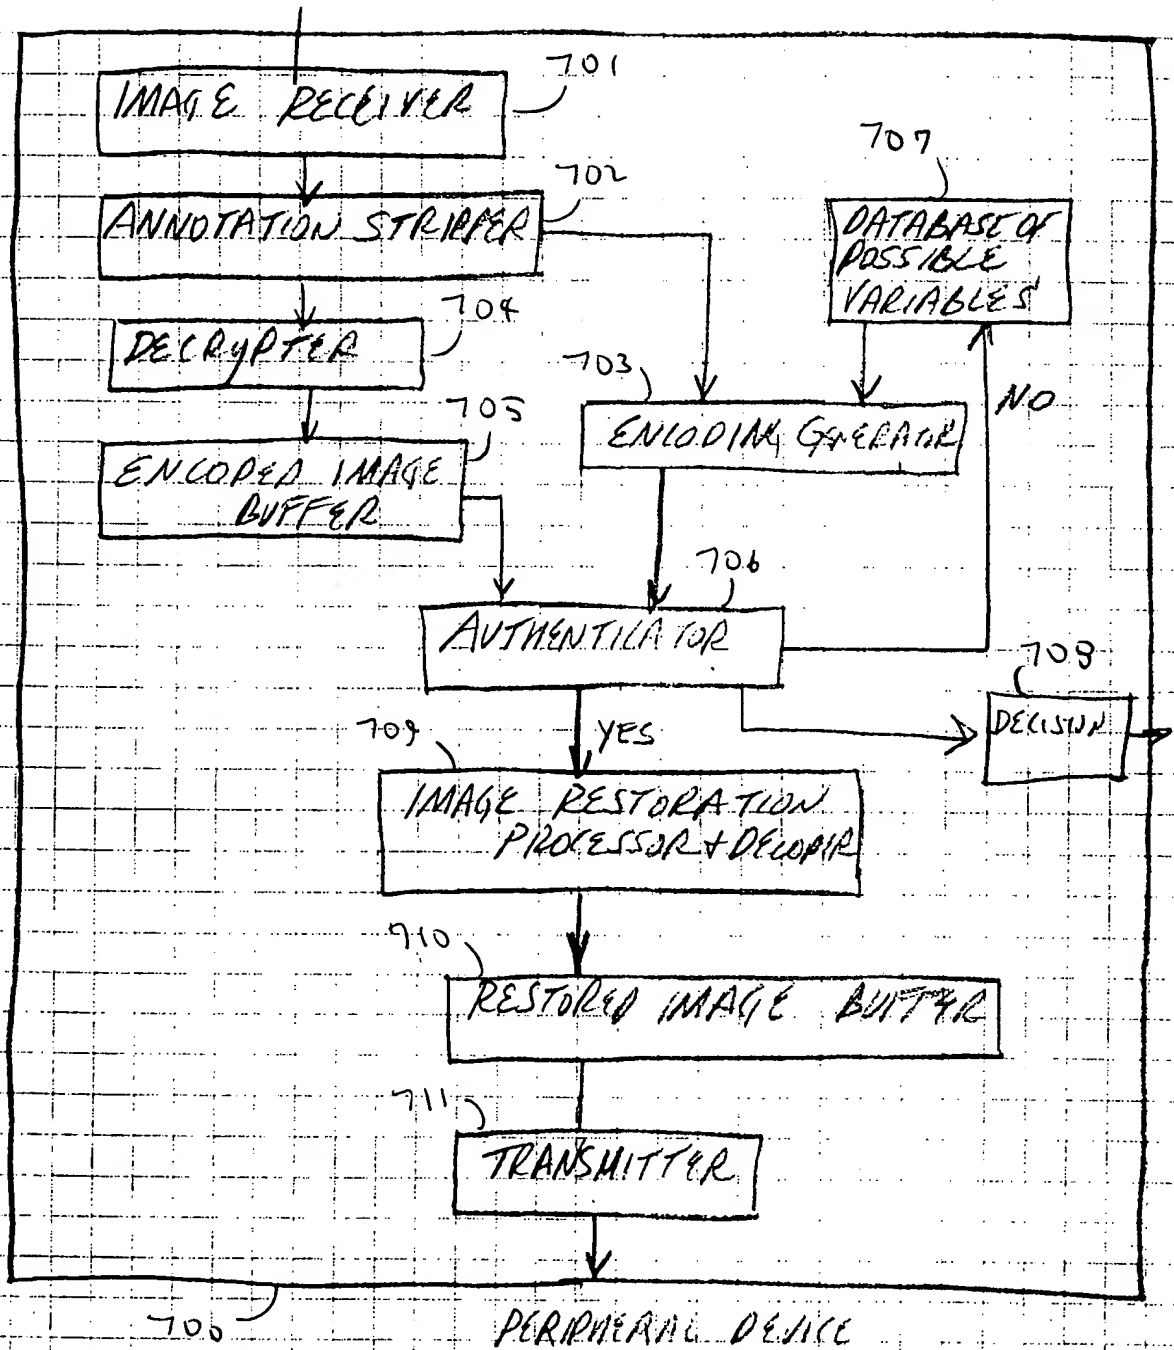 701
IMAGE RECEIVER
702
707
ANNOTATION STRIPPER
DATABASE OF
POSSIBLE
VARIABLES
704
DECRYPTER
703
705
NO
ENCODING GENERATOR
ENCODED IMAGE
BUFFER
706
AUTHENTICATOR
708
709
YES
DECISION
IMAGE RESTORATION
PROCESSOR + DECODER
710
RESTORED IMAGE BUFFER
711
TRANSMITTER
700
PERIPHERAL DEVICE